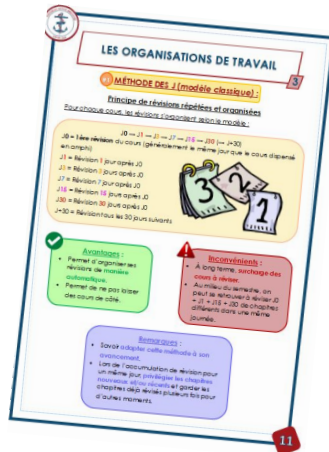 LES ORGANISATIONS DE TRAVAIL
3
MÉTHODE DES J (modèle classique) :
Principe de révisions répétées et organisées
Pour chaque cours, les révisions s'organisent selon le modèle :
J0 → J1 → J3 → J7 → J15 → J30 (→ J+30)
J0 = 1ère révision du cours (généralement le même jour que le cours dispensé
en amphi)
J1 = Révision 1 jour après J0
J3 = Révision 3 jours après J0
J7 = Révision 7 jours après J0
J15 = Révision 15 jours après J0
J30 = Révision 30 jours après J0
J+30 = Révision tous les 30 jours suivants
3
2
1
Avantages :
• Permet d'organiser ses
révisions de manière
automatique.
• Permet de ne pas laisser
des cours de côté.
Inconvénients :
• À long terme, surcharge des
cours à réviser.
• Au milieu du semestre, on
peut se retrouver à réviser J0
+ J1 + J15 + J30 de chapitres
différents dans une même
journée.
Remarques :
• Savoir adapter cette méthode à son
avancement.
• Lors de l'accumulation de révision pour
un même jour, privilégier les chapitres
nouveaux et/ou récents et garder les
chapitres déjà révisés plusieurs fois pour
d'autres moments.
11